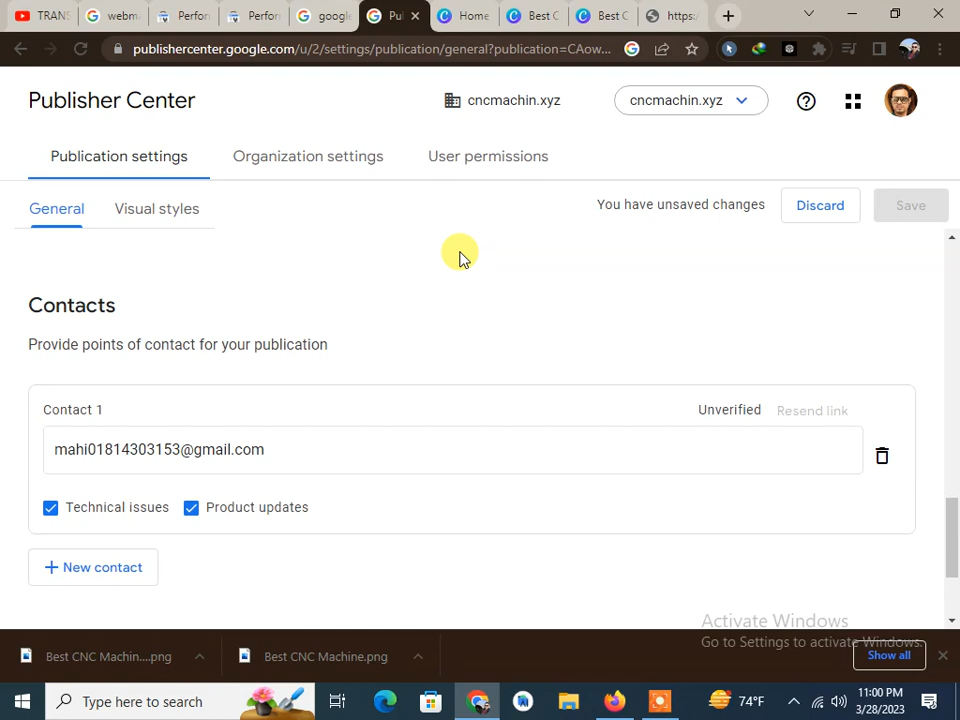 TRANS
webm
Perfor
Perfor
google
Pul
Home
Best C
Best C
https:/
publishercenter.google.com/u/2/settings/publication/general?publication=CAow...
Publisher Center
cncmachin.xyz
cncmachin.xyz
Publication settings
Organization settings
User permissions
General
Visual styles
You have unsaved changes
Discard
Save
Contacts
Provide points of contact for your publication
Contact 1
Unverified
Resend link
mahi01814303153@gmail.com
Technical issues
Product updates
+ New contact
Activate Windows
Go to Settings to activate Windows.
Best CNC Machin....png
Best CNC Machine.png
Show all
Type here to search
74°F
11:00 PM
3/28/2023